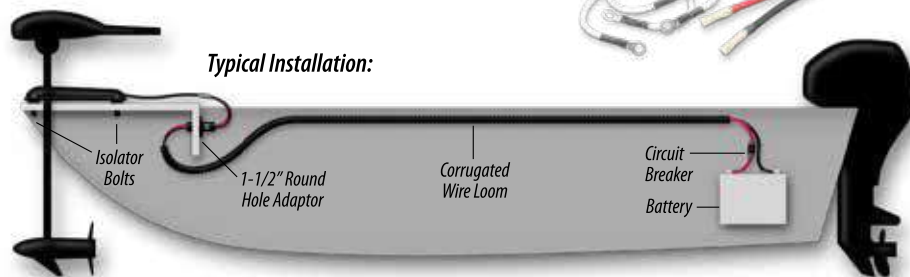 Typical Installation:
Isolator
Bolts
1-1/2" Round
Hole Adaptor
Corrugated
Wire Loom
Circuit
Breaker
Battery